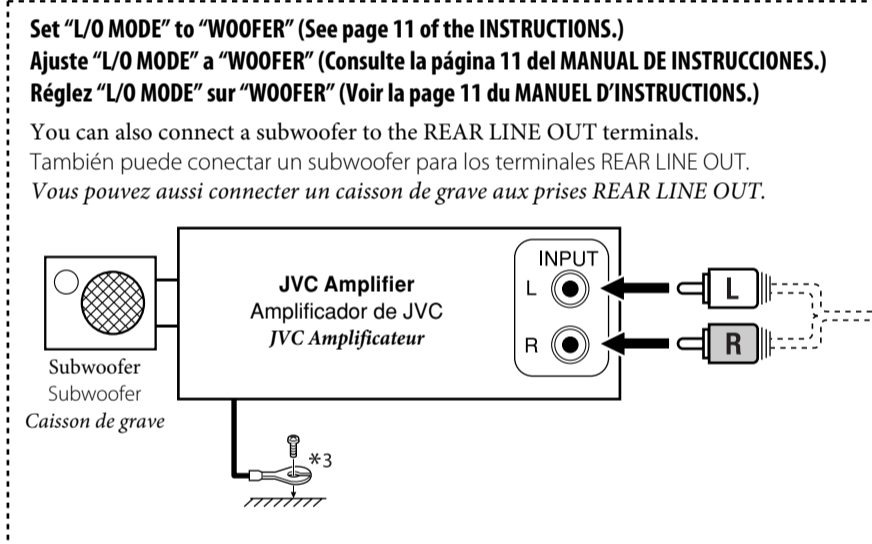 Set “L/O MODE” to “WOOFER” (See page 11 of the INSTRUCTIONS.)
Ajuste “L/O MODE” a “WOOFER” (Consulte la página 11 del MANUAL DE INSTRUCCIONES.)
Réglez “L/O MODE” sur “WOOFER” (Voir la page 11 du MANUEL D’INSTRUCTIONS.)
You can also connect a subwoofer to the REAR LINE OUT terminals.
También puede conectar un subwoofer para los terminales REAR LINE OUT.
Vous pouvez aussi connecter un caisson de grave aux prises REAR LINE OUT.
JVC Amplifier
Amplificador de JVC
JVC Amplificateur
INPUT
L
R
L
R
Subwoofer
Subwoofer
Caisson de grave
*3